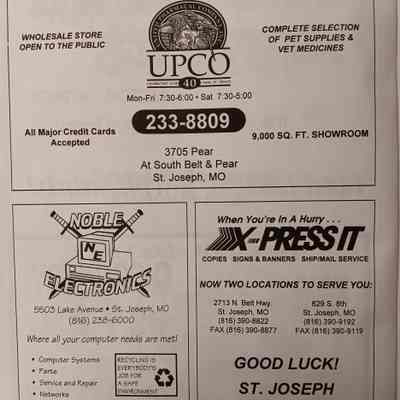 WHOLESALE STORE
OPEN TO THE PUBLIC
UPCO
40
COMPLETE SELECTION
OF PET SUPPLIES &
VET MEDICINES
Mon-Fri 7:30-6:00 • Sat 7:30-5:00
233-8809
All Major Credit Cards
Accepted
9,000 SQ. FT. SHOWROOM
3705 Pear
At South Belt & Pear
St. Joseph, MO
NOBLE
NE
ELECTRONICS
5503 Lake Avenue • St. Joseph, MO
(816) 238-6000
Where all your computer needs are met!
• Computer Systems
• Parts
• Service and Repair
• Networks
RECYCLING IS
EVERYBODY'S
JOB FOR
A SAFE
ENVIRONMENT
When You're In A Hurry . . .
X-PRESS IT
COPIES SIGNS & BANNERS SHIP/MAIL SERVICE
NOW TWO LOCATIONS TO SERVE YOU:
2713 N. Belt Hwy.
St. Joseph, MO
(816) 390-8822
FAX (816) 390-8877
629 S. 8th
St. Joseph, MO
(816) 390-9192
FAX (816) 390-9119
GOOD LUCK!
ST. JOSEPH